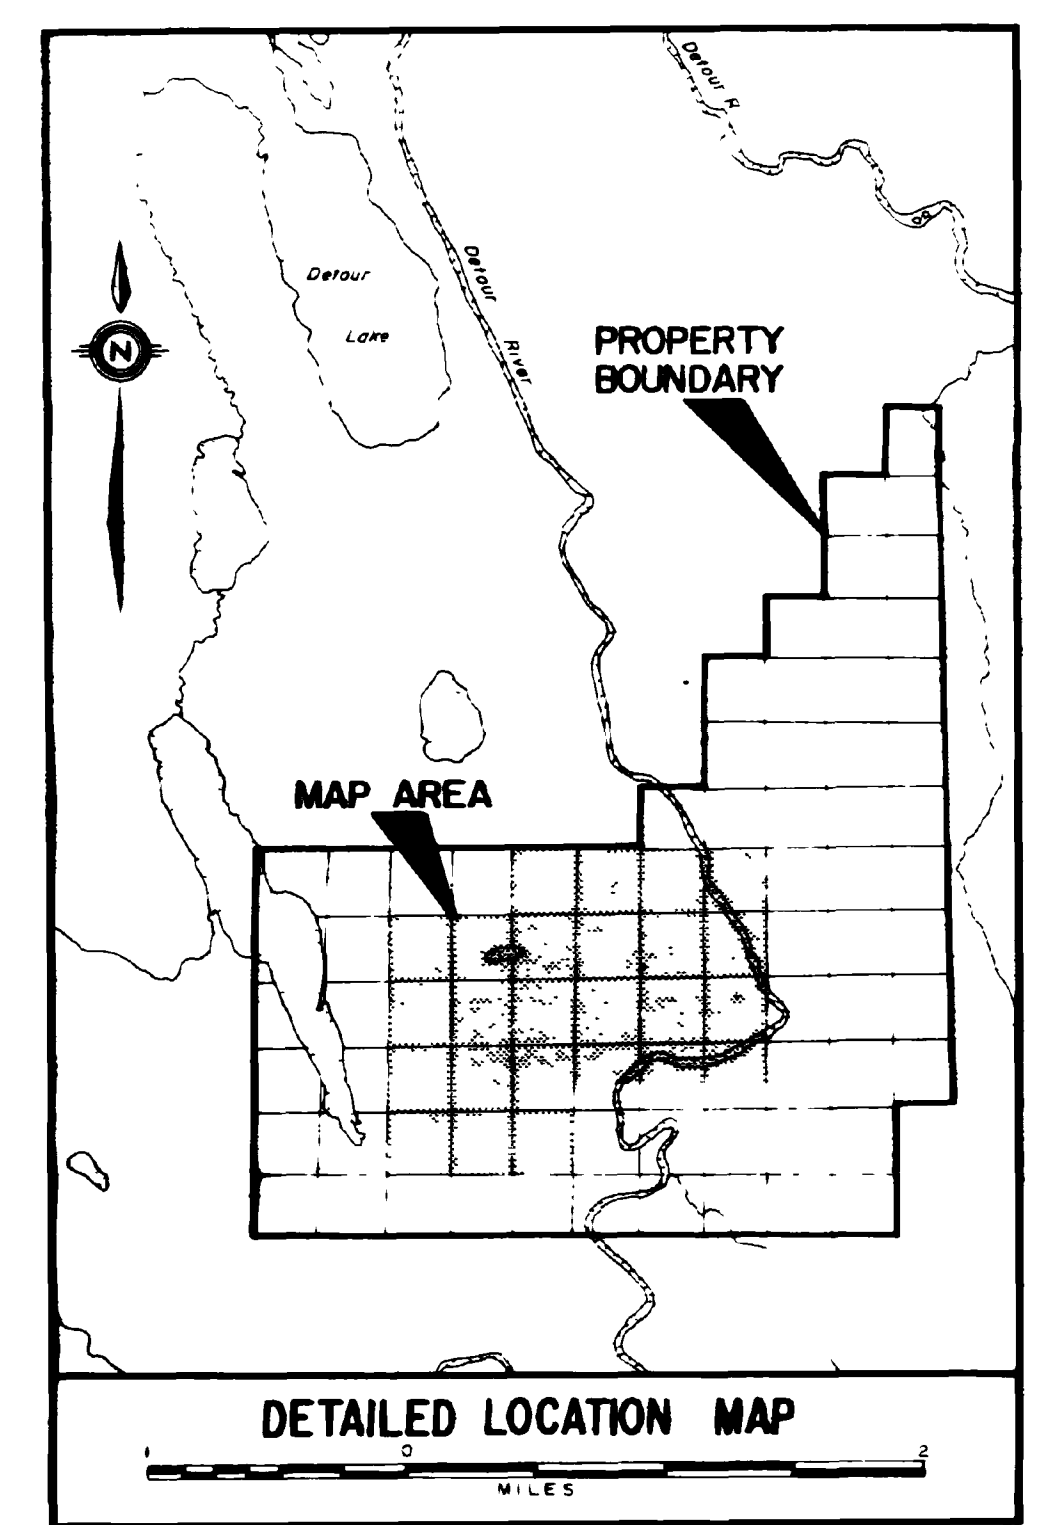 Detour R
Detour
Lake
Detour
River
N
PROPERTY
BOUNDARY
MAP AREA
DETAILED LOCATION MAP
1 0 2
MILES